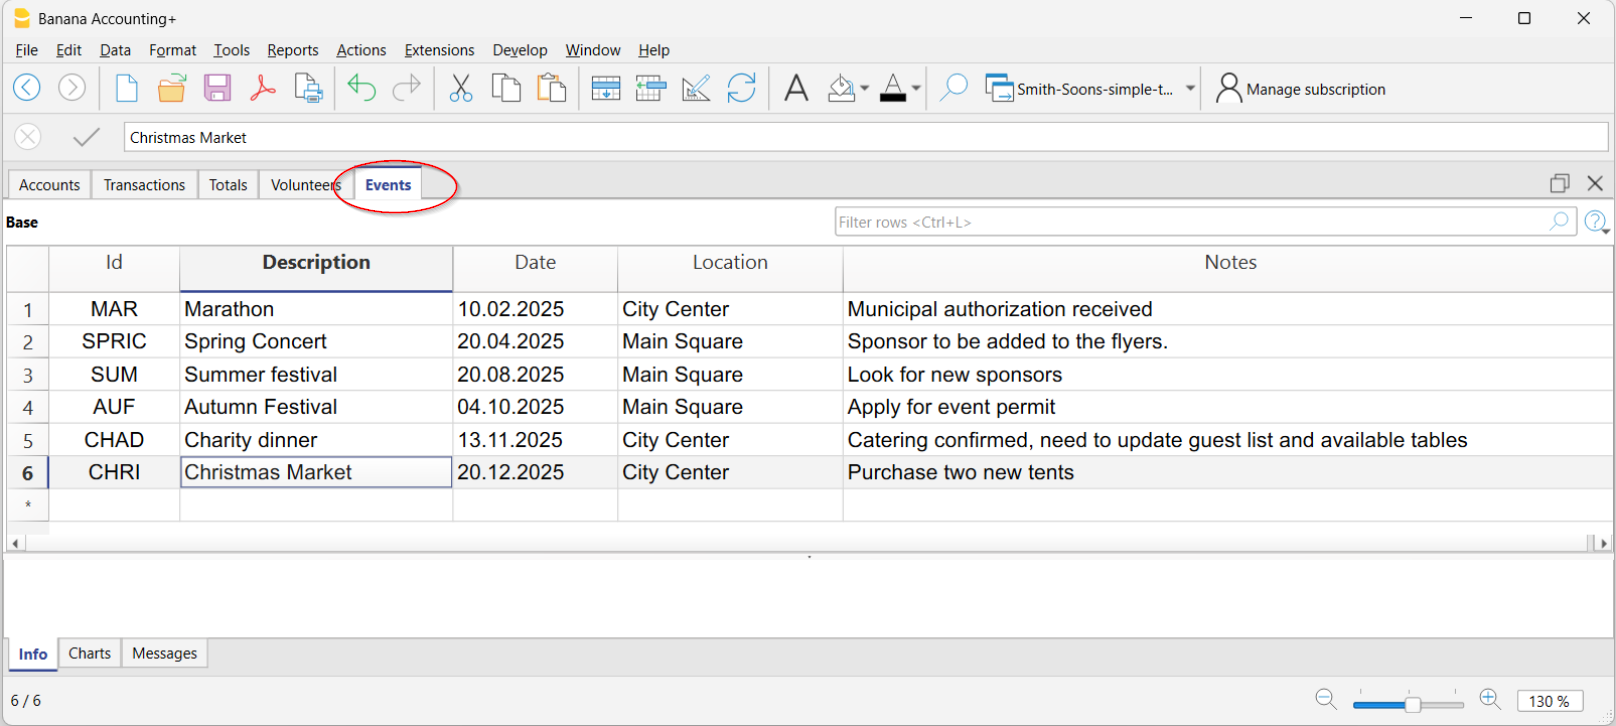 Banana Accounting+
File Edit Data Format Tools Reports Actions Extensions Develop Window Help
A A Smith-Soons-simple-t... Manage subscription
Christmas Market
Accounts Transactions Totals Volunteers Events
Base Filter rows <Ctrl+L> ?
Id Description Date Location Notes
1 MAR Marathon 10.02.2025 City Center Municipal authorization received
2 SPRIC Spring Concert 20.04.2025 Main Square Sponsor to be added to the flyers.
3 SUM Summer festival 20.08.2025 Main Square Look for new sponsors
4 AUF Autumn Festival 04.10.2025 Main Square Apply for event permit
5 CHAD Charity dinner 13.11.2025 City Center Catering confirmed, need to update guest list and available tables
6 CHRI Christmas Market 20.12.2025 City Center Purchase two new tents
*
Info Charts Messages
6 / 6 130 %